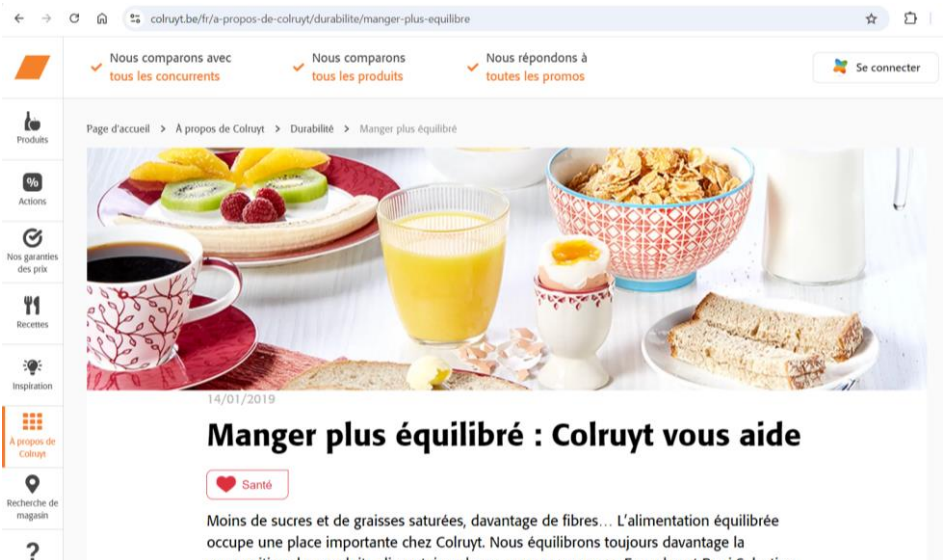 colruyt.be/fr/a-propos-de-colruyt/durabilite/manger-plus-equilibre
Nous comparons avec
tous les concurrents
Nous comparons
tous les produits
Nous répondons à
toutes les promos
Se connecter
Produits
%
Actions
Nos garanties
des prix
Recettes
Inspiration
À propos de
Colruyt
Recherche de
magasin
?
Page d'accueil > À propos de Colruyt > Durabilité > Manger plus équilibré
14/01/2019
Manger plus équilibré : Colruyt vous aide
Santé
Moins de sucres et de graisses saturées, davantage de fibres… L'alimentation équilibrée
occupe une place importante chez Colruyt. Nous équilibrons toujours davantage la